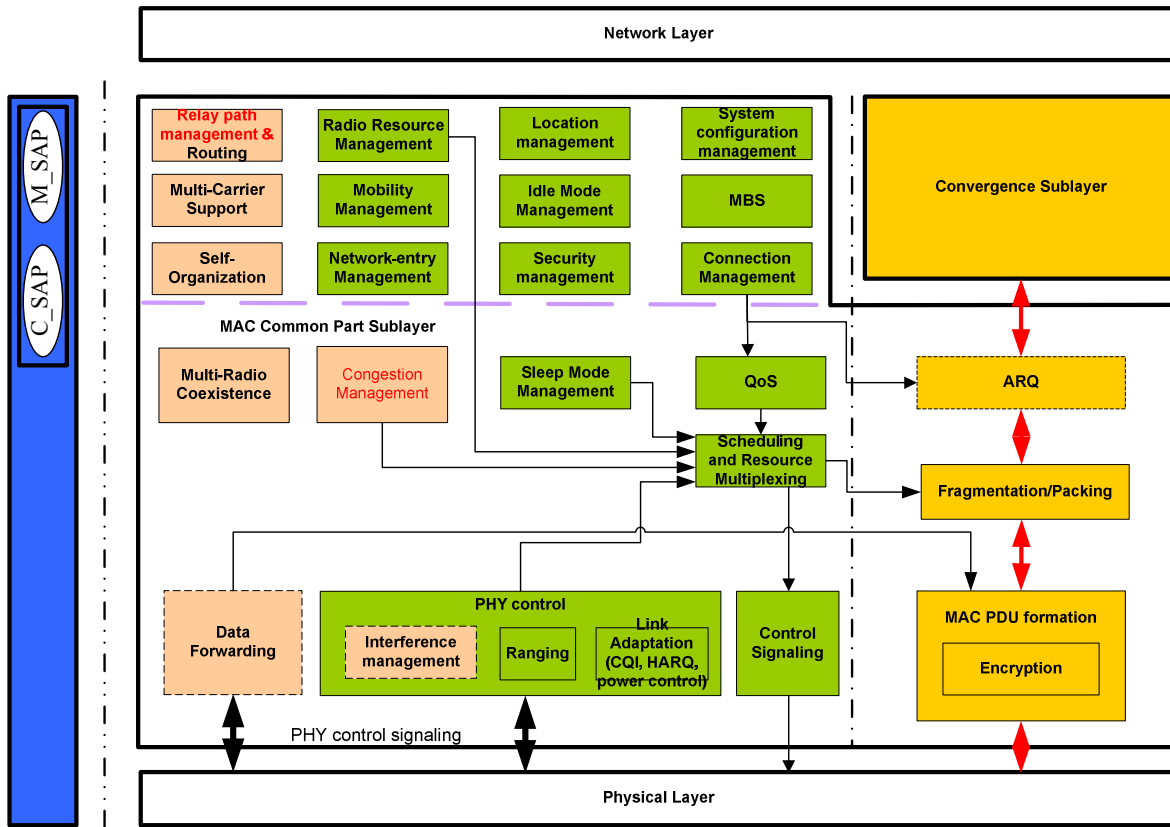 Network Layer
M_SAP
C_SAP
Relay path
management &
Routing
Radio Resource
Management
Location
management
System
configuration
management
Convergence Sublayer
Multi-Carrier
Support
Mobility
Management
Idle Mode
Management
MBS
Self-
Organization
Network-entry
Management
Security
management
Connection
Management
MAC Common Part Sublayer
Multi-Radio
Coexistence
Congestion
Management
Sleep Mode
Management
QoS
ARQ
Scheduling
and Resource
Multiplexing
Fragmentation/Packing
Data
Forwarding
PHY control
Interference
management
Ranging
Link
Adaptation
(CQI, HARQ,
power control)
Control
Signaling
MAC PDU formation
Encryption
PHY control signaling
Physical Layer